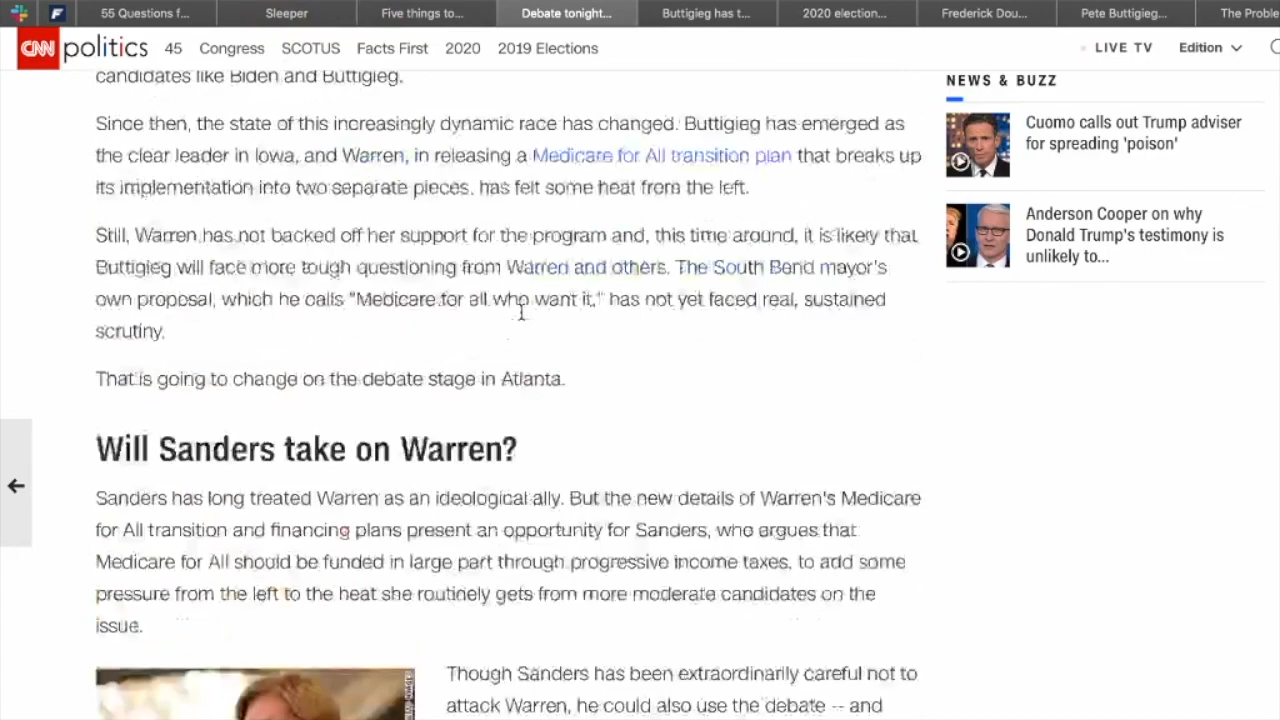 55 Questions f...
Sleeper
Five things to...
Debate tonight...
Buttigieg has t...
2020 election...
Frederick Dou...
Pete Buttigieg...
The Proble
CNN politics 45 Congress SCOTUS Facts First 2020 2019 Elections
LIVE TV Edition
candidates like Biden and Buttigieg.
Since then, the state of this increasingly dynamic race has changed. Buttigieg has emerged as
the clear leader in Iowa, and Warren, in releasing a Medicare for All transition plan that breaks up
its implementation into two separate pieces, has felt some heat from the left.
Still, Warren has not backed off her support for the program and, this time around, it is likely that
Buttigieg will face more tough questioning from Warren and others. The South Bend mayor's
own proposal, which he calls "Medicare for all who want it," has not yet faced real, sustained
scrutiny.
That is going to change on the debate stage in Atlanta.
Will Sanders take on Warren?
Sanders has long treated Warren as an ideological ally. But the new details of Warren's Medicare
for All transition and financing plans present an opportunity for Sanders, who argues that
Medicare for All should be funded in large part through progressive income taxes, to add some
pressure from the left to the heat she routinely gets from more moderate candidates on the
issue.
Though Sanders has been extraordinarily careful not to
attack Warren, he could also use the debate -- and
NEWS & BUZZ
Cuomo calls out Trump adviser
for spreading 'poison'
Anderson Cooper on why
Donald Trump's testimony is
unlikely to...